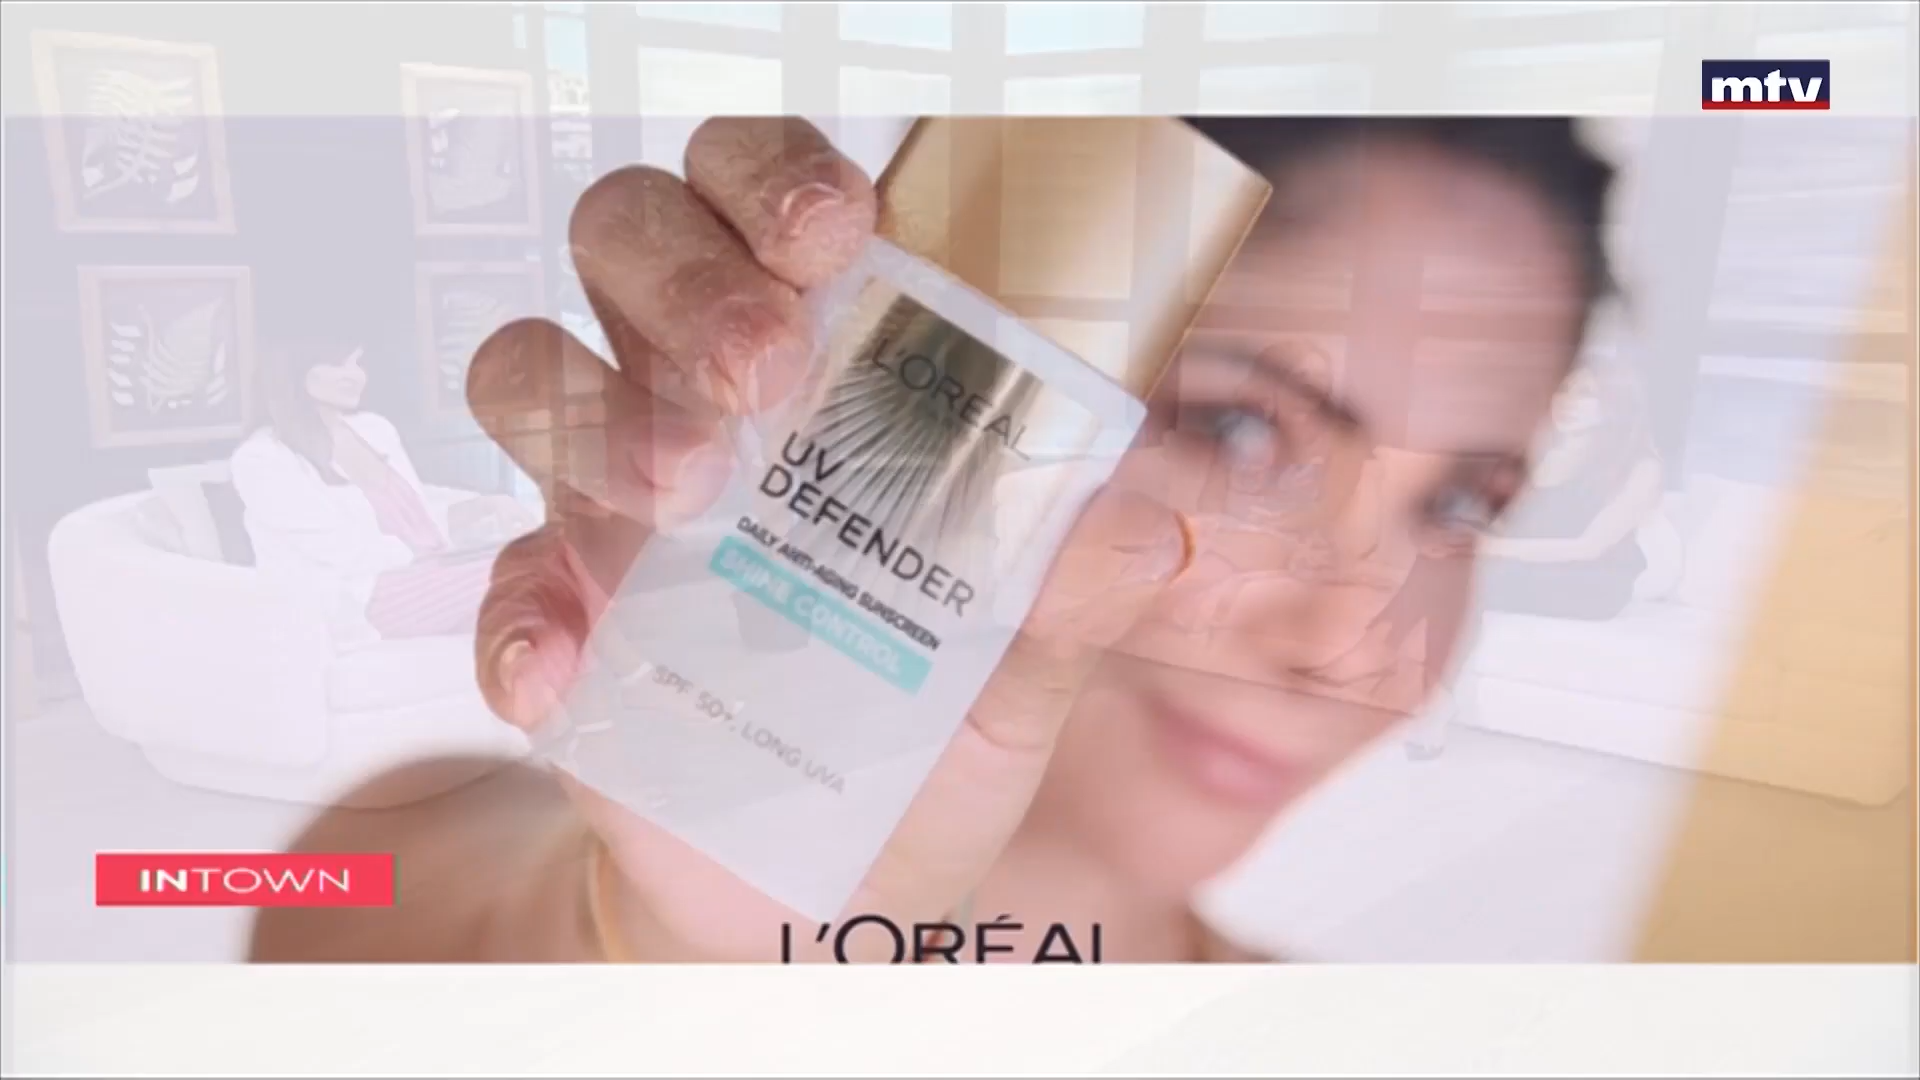 mtv
L'ORÉAL
UV
DEFENDER
DAILY ANTI-AGING SUNSCREEN
SHINE CONTROL
SPF 50+, LONG UVA
INTOWN
L'ORÉAL